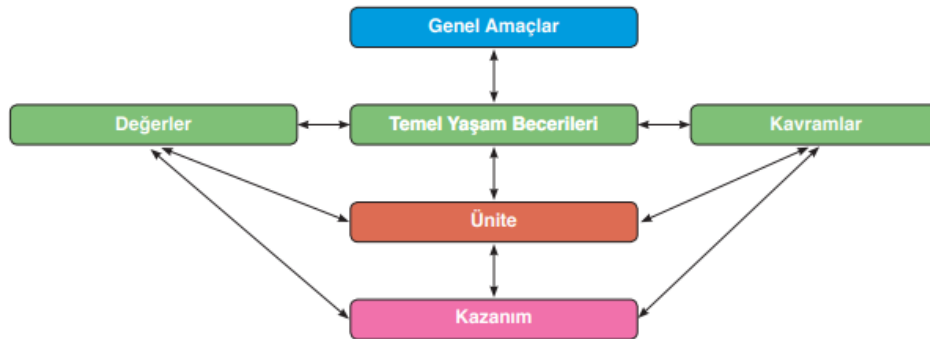 Genel Amaçlar
Değerler
Temel Yaşam Becerileri
Kavramlar
Ünite
Kazanım